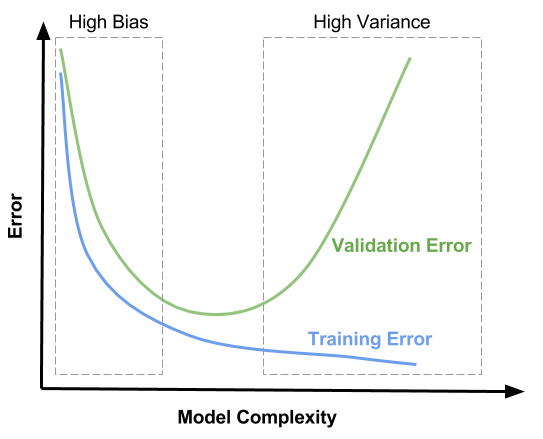 High Bias
High Variance
Error
Validation Error
Training Error
Model Complexity